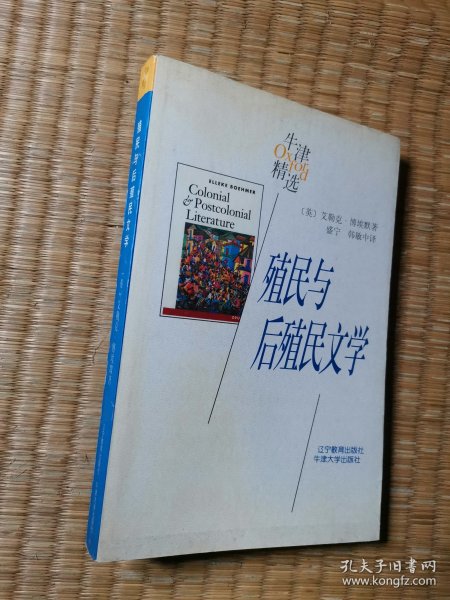 牛津
Oxford
精选
ELLEKE BOEHMER
Colonial
& Postcolonial
Literature
〔英〕艾勒克·博埃默著
盛宁 韩敏中译
殖民与
后殖民文学
辽宁教育出版社
牛津大学出版社
殖民与后殖民文学
孔夫子旧书网
www.kongfz.com